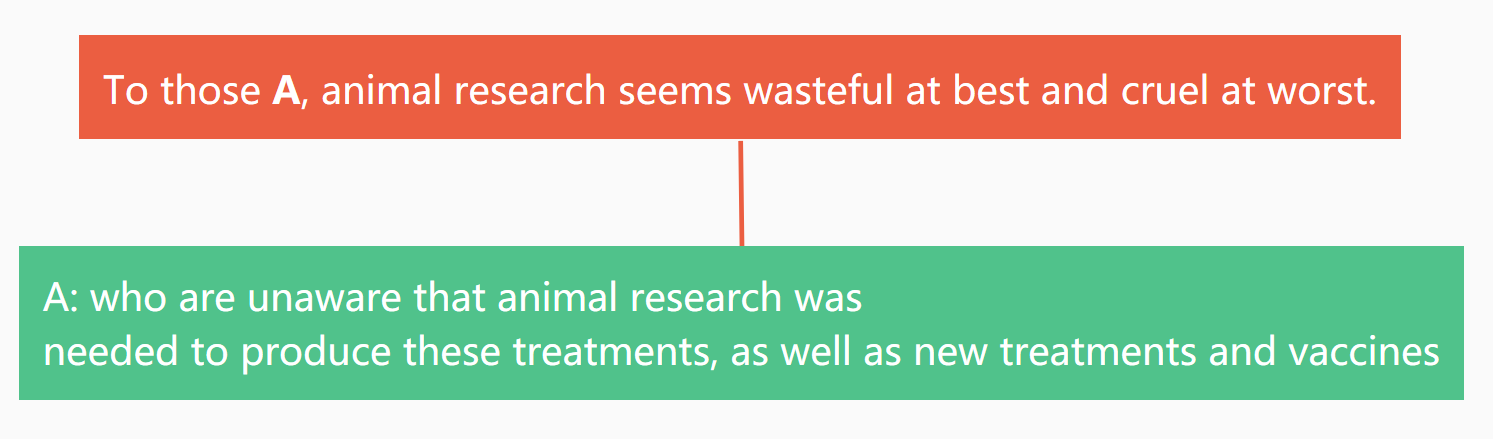 To those A, animal research seems wasteful at best and cruel at worst.
A: who are unaware that animal research was
needed to produce these treatments, as well as new treatments and vaccines